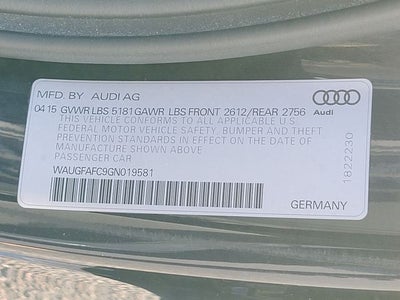 MFD. BY AUDI AG
04 15 GVWR LBS 5181 GAWR LBS FRONT 2612/REAR 2756
THIS VEHICLE CONFORMS TO ALL APPLICABLE
FEDERAL MOTOR VEHICLE SAFETY, BUMPER AND THEFT
PREVENTION STANDARDS IN EFFECT ON THE DATE OF
MANUFACTURE SHOWN ABOVE.
PASSENGER CAR
WAUGFAFC9GN019581
Audi
1822230
GERMANY